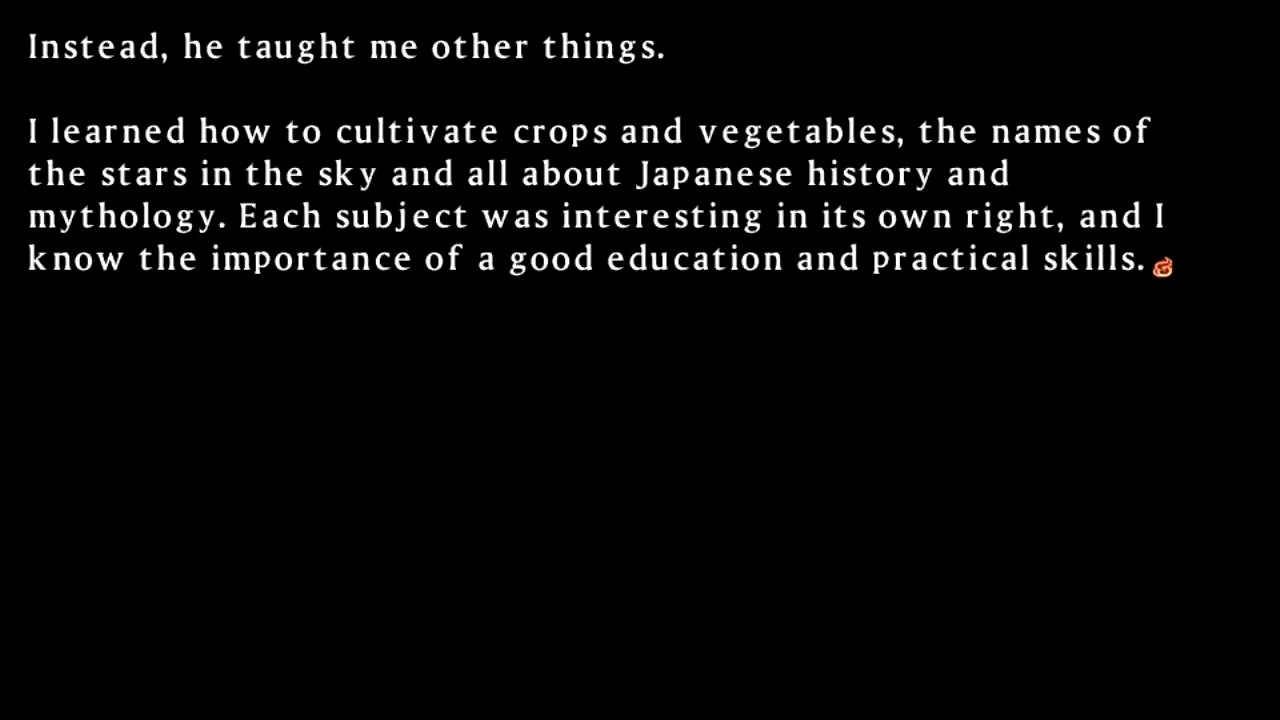 Instead, he taught me other things.
I learned how to cultivate crops and vegetables, the names of
the stars in the sky and all about Japanese history and
mythology. Each subject was interesting in its own right, and I
know the importance of a good education and practical skills.